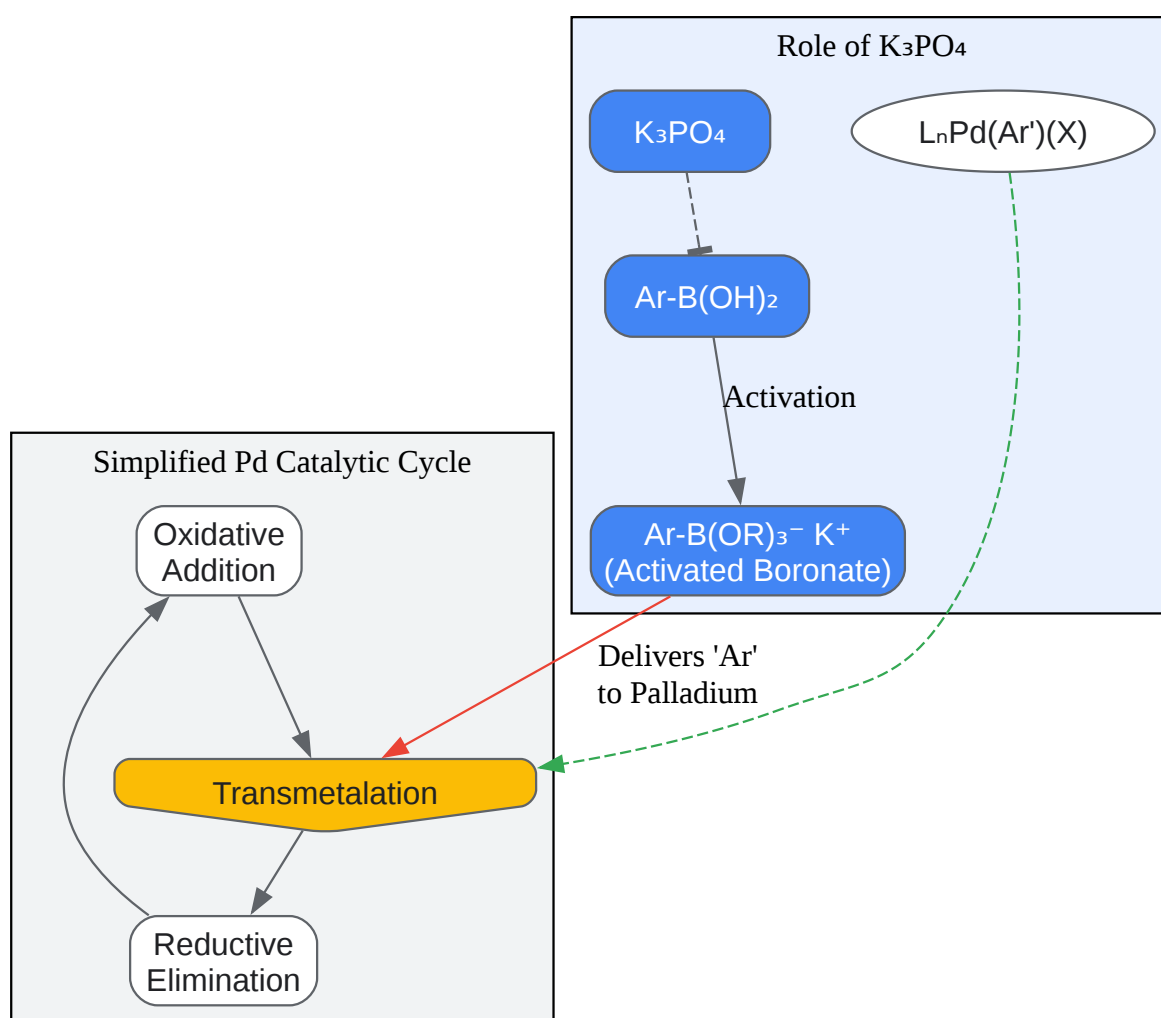 Role of K₃PO₄
K₃PO₄
LₙPd(Ar')(X)
Ar-B(OH)₂
Activation
Ar-B(OR)₃⁻ K⁺
(Activated Boronate)
Delivers 'Ar'
to Palladium
Simplified Pd Catalytic Cycle
Oxidative
Addition
Transmetalation
Reductive
Elimination